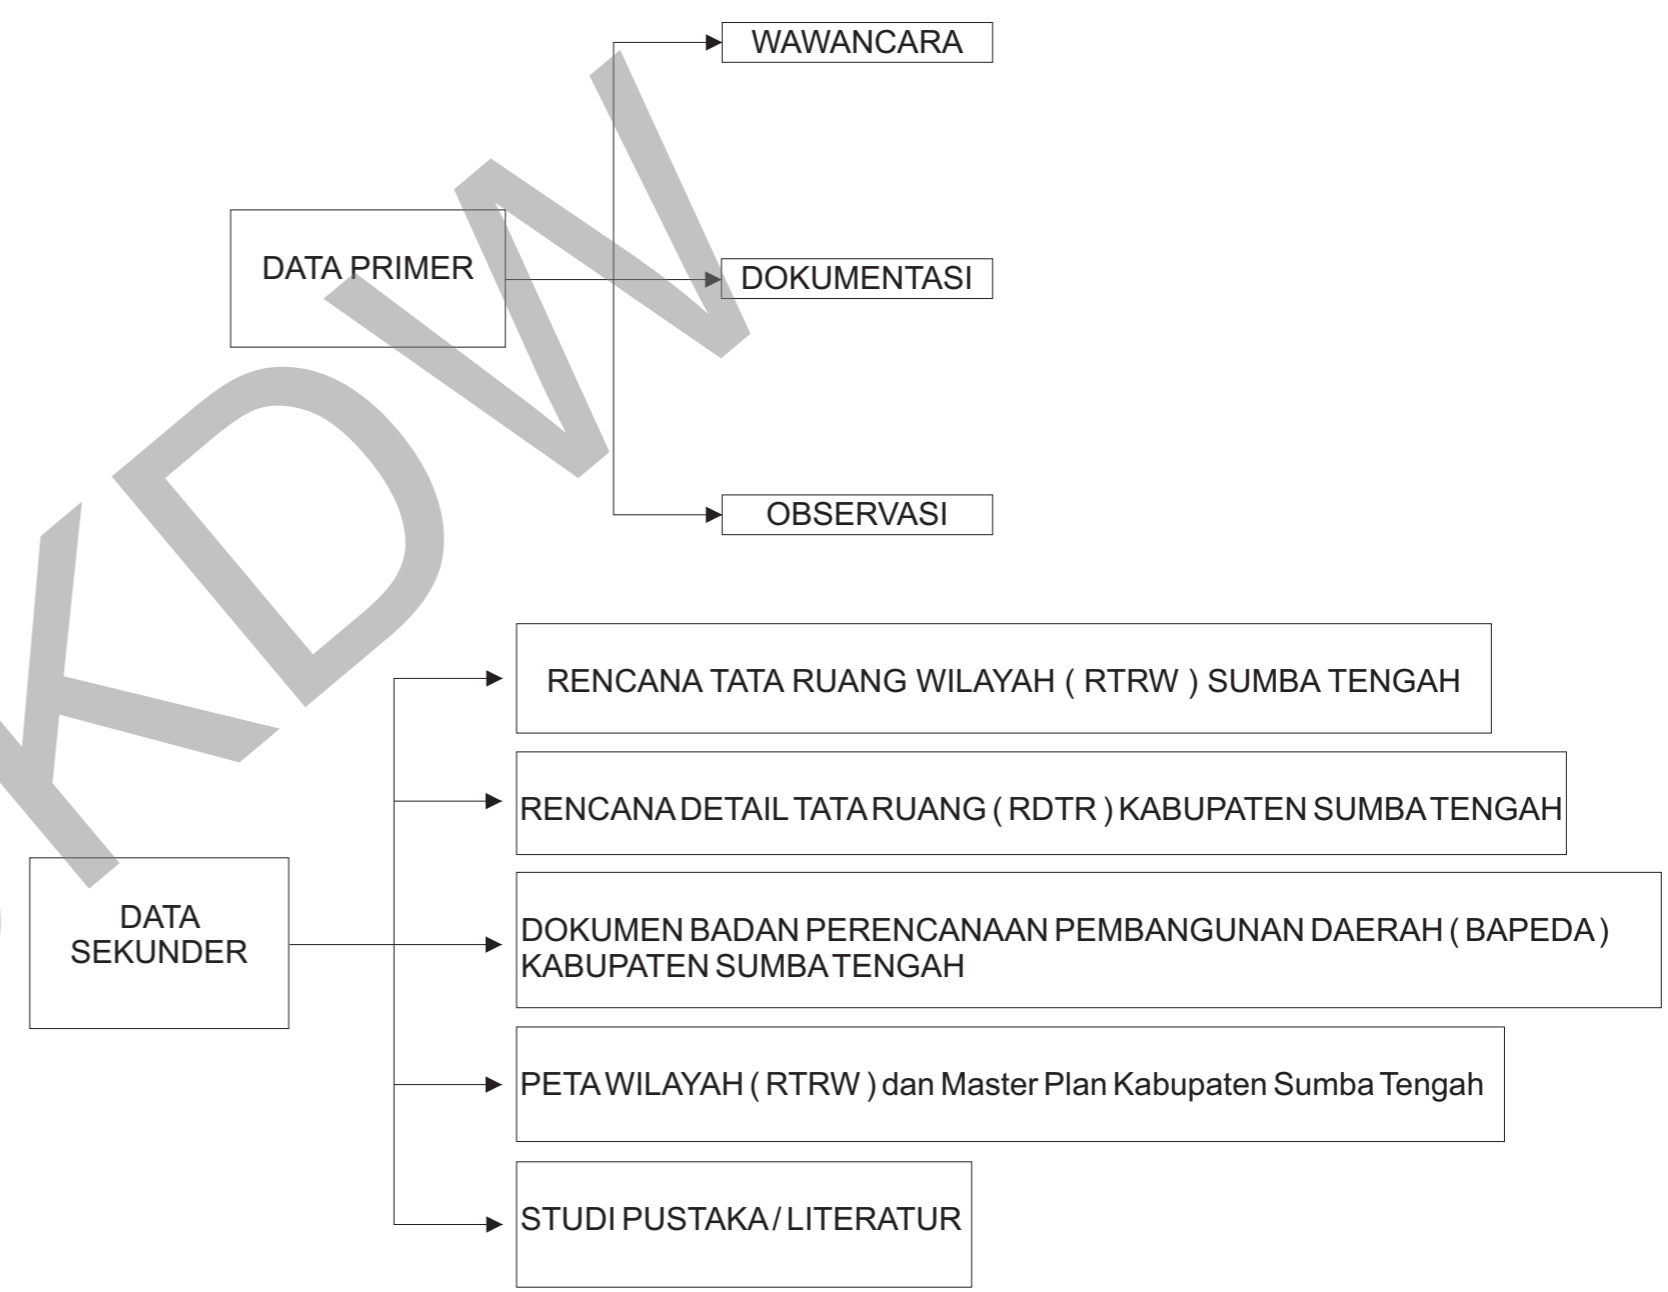 WAWANCARA
DATA PRIMER
DOKUMENTASI
OBSERVASI
RENCANA TATA RUANG WILAYAH ( RTRW ) SUMBA TENGAH
RENCANA DETAIL TATA RUANG ( RDTR ) KABUPATEN SUMBA TENGAH
DATA
SEKUNDER
DOKUMEN BADAN PERENCANAAN PEMBANGUNAN DAERAH ( BAPEDA )
KABUPATEN SUMBA TENGAH
PETA WILAYAH ( RTRW ) dan Master Plan Kabupaten Sumba Tengah
STUDI PUSTAKA / LITERATUR
KDW